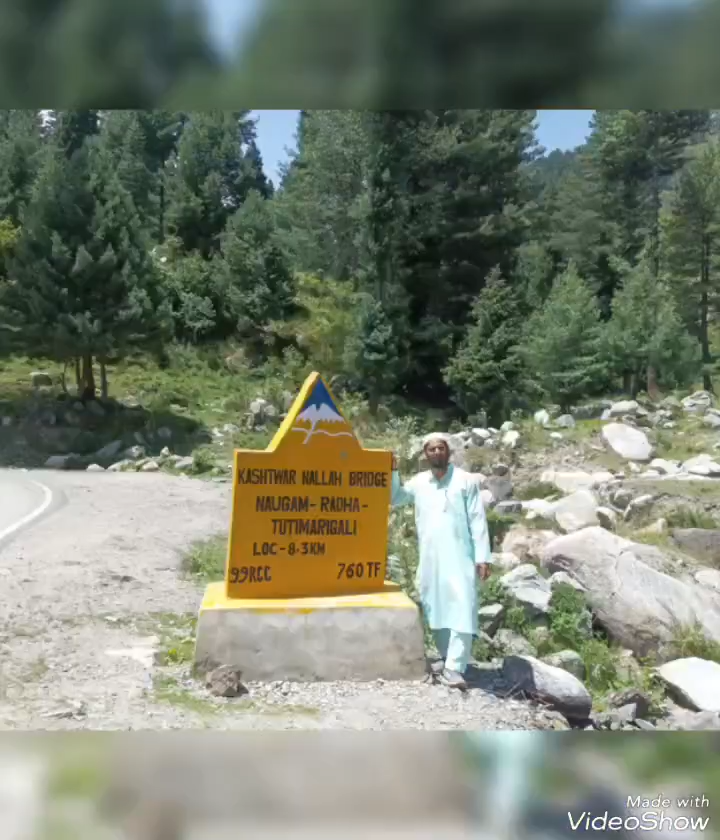 KASHTWAR NALLAH BRIDGE
NAUGAM-RADHA-
TUTIMARIGALI
LOC-8.3KM
99RCC 760 TF
Made with
VideoShow